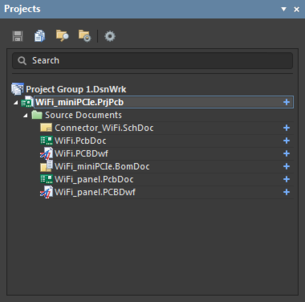 Projects
Search
Project Group 1.DsnWrk
WiFi_miniPCIe.PrjPcb
Source Documents
Connector_WiFi.SchDoc
WiFi.PcbDoc
WiFi.PCBDwf
WiFi_miniPCIe.BomDoc
WiFi_panel.PcbDoc
WiFi_panel.PCBDwf